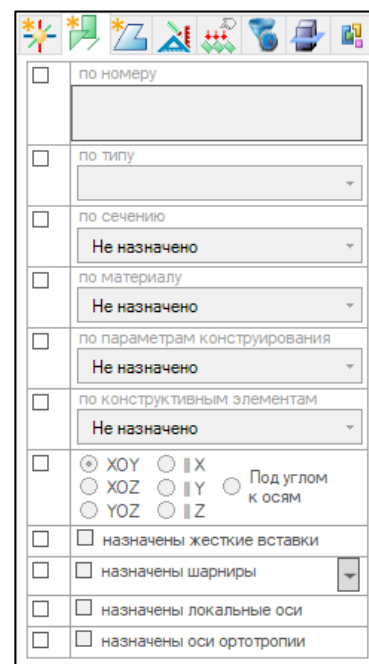 по номеру
по типу
по сечению
Не назначено
по материалу
Не назначено
по параметрам конструирования
Не назначено
по конструктивным элементам
Не назначено
XOY ||X Под углом
XOZ ||Y к осям
YOZ ||Z
назначены жесткие вставки
назначены шарниры
назначены локальные оси
назначены оси ортотропии